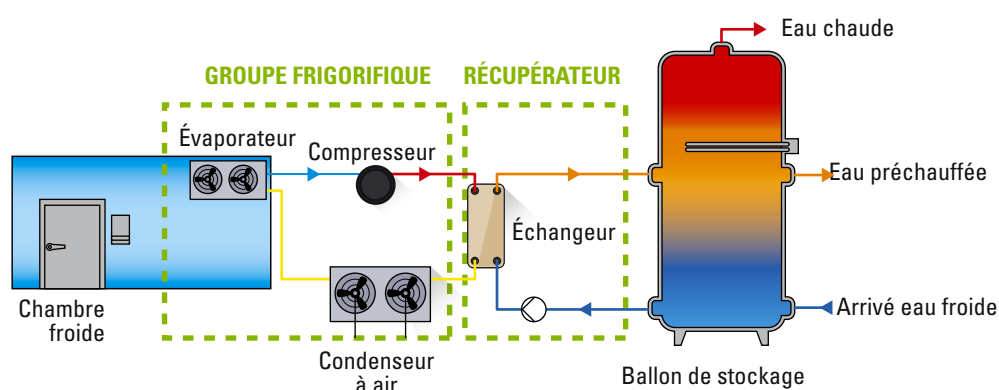 Eau chaude
GROUPE FRIGORIFIQUE
RÉCUPÉRATEUR
Évaporateur
Compresseur
Eau préchauffée
Échangeur
Chambre
froide
Arrivé eau froide
Condenseur
à air
Ballon de stockage